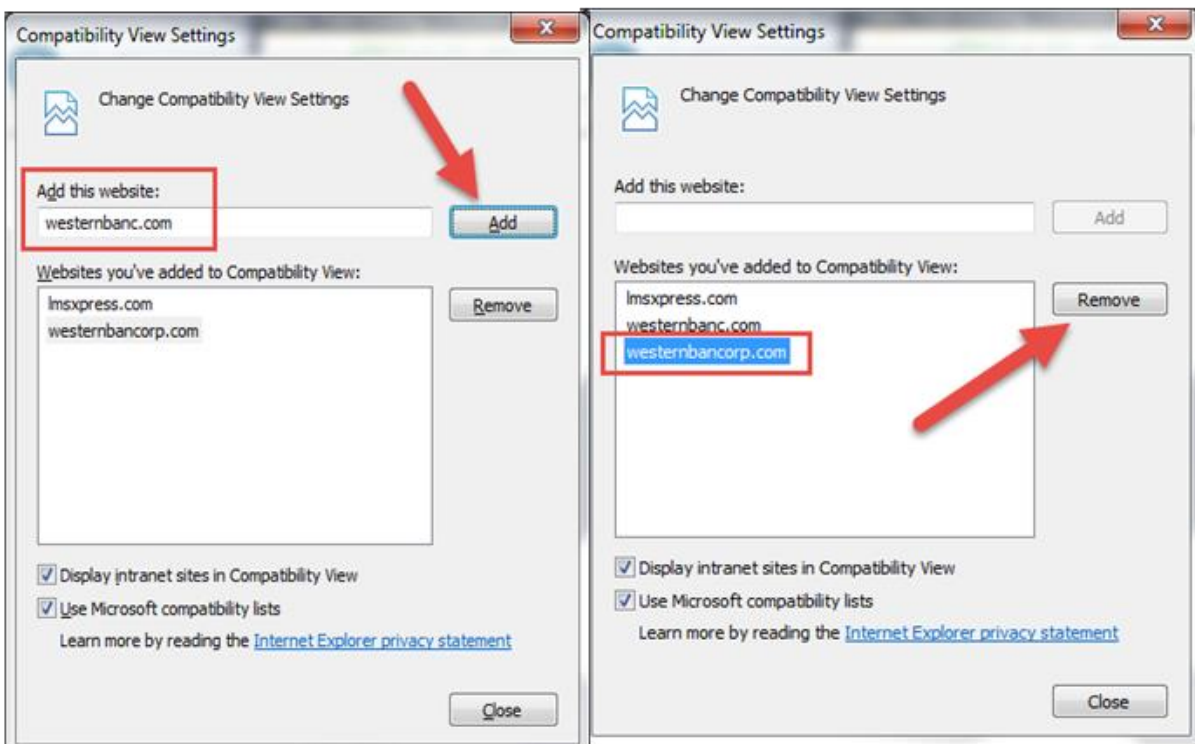 Compatibility View Settings
Change Compatibility View Settings
Add this website:
westernbanc.com
Add
Websites you've added to Compatibility View:
lmsxpress.com
westernbancorp.com
Remove
Display intranet sites in Compatibility View
Use Microsoft compatibility lists
Learn more by reading the Internet Explorer privacy statement
Close
Compatibility View Settings
Change Compatibility View Settings
Add this website:
Add
Websites you've added to Compatibility View:
lmsxpress.com
westernbanc.com
westernbancorp.com
Remove
Display intranet sites in Compatibility View
Use Microsoft compatibility lists
Learn more by reading the Internet Explorer privacy statement
Close